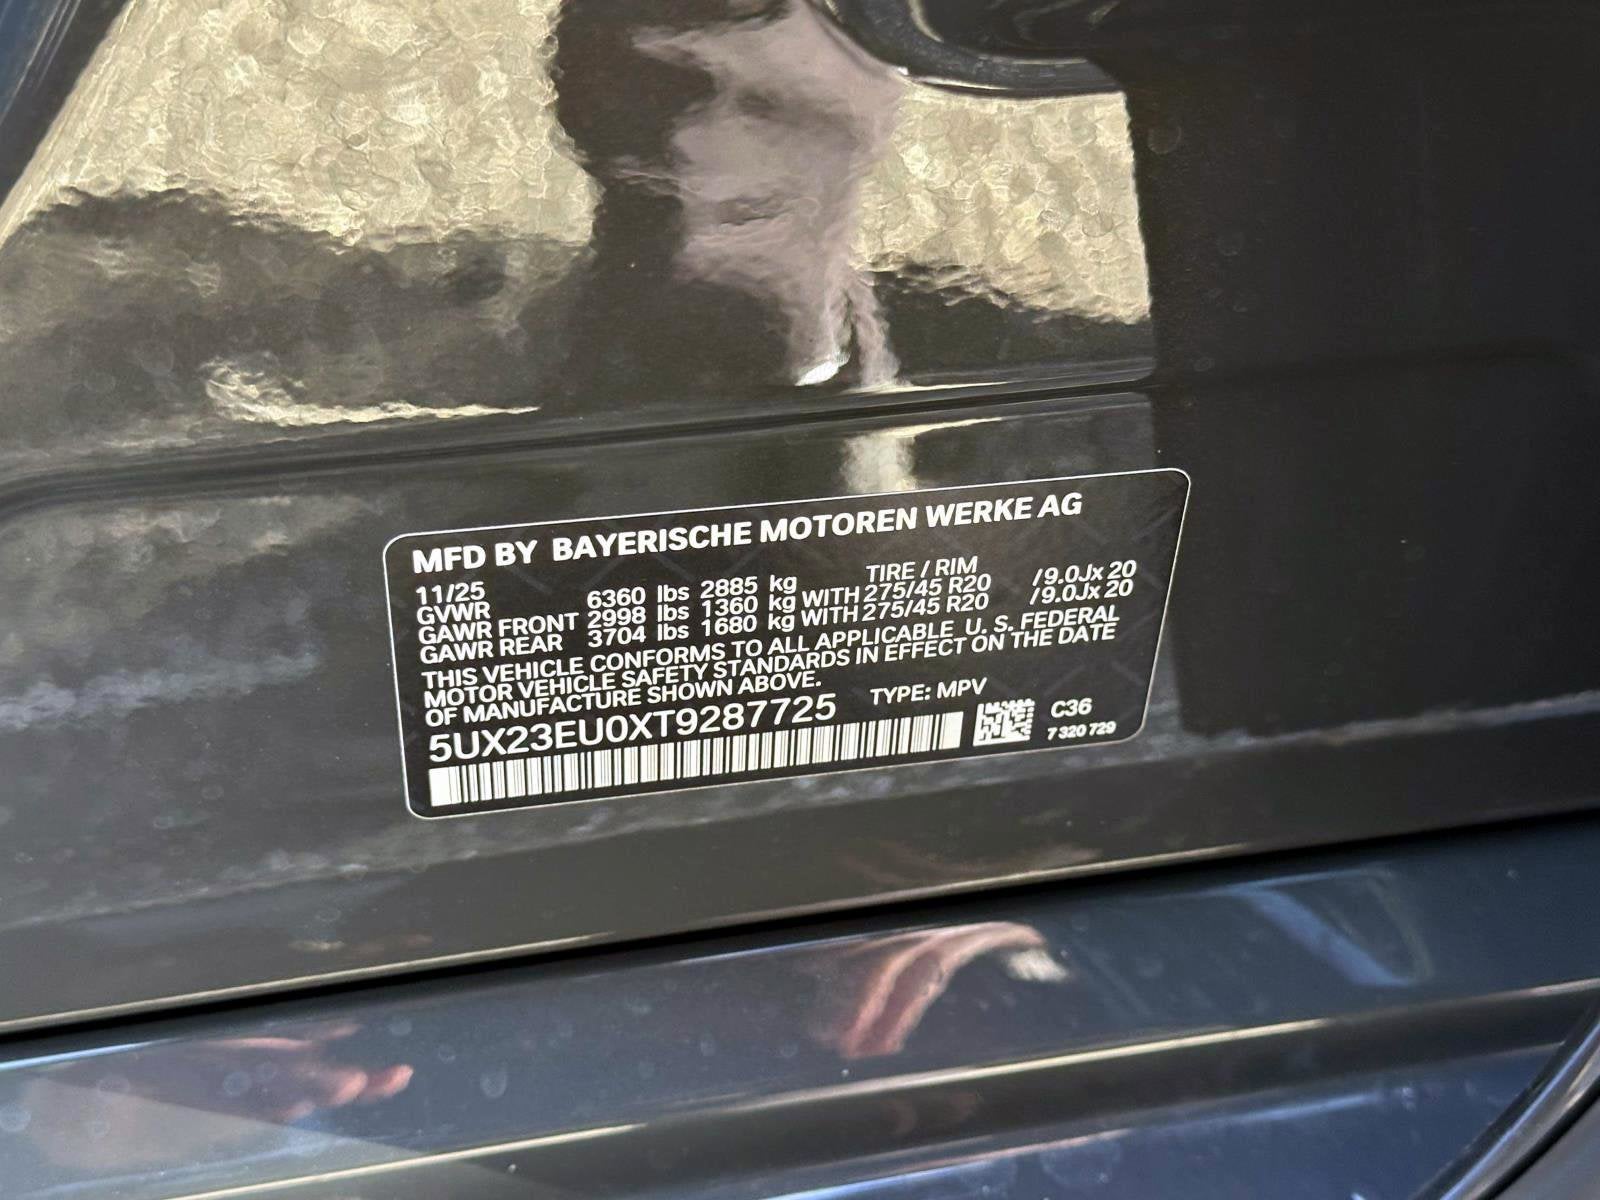 MFD BY BAYERISCHE MOTOREN WERKE AG
11/25 TIRE / RIM
GVWR 6360 lbs 2885 kg
GAWR FRONT 2998 lbs 1360 kg WITH 275/45 R20 /9.0Jx 20
GAWR REAR 3704 lbs 1680 kg WITH 275/45 R20 /9.0Jx 20
THIS VEHICLE CONFORMS TO ALL APPLICABLE U. S. FEDERAL
MOTOR VEHICLE SAFETY STANDARDS IN EFFECT ON THE DATE
OF MANUFACTURE SHOWN ABOVE.
5UX23EU0XT9287725 TYPE: MPV
C36
7 320 729